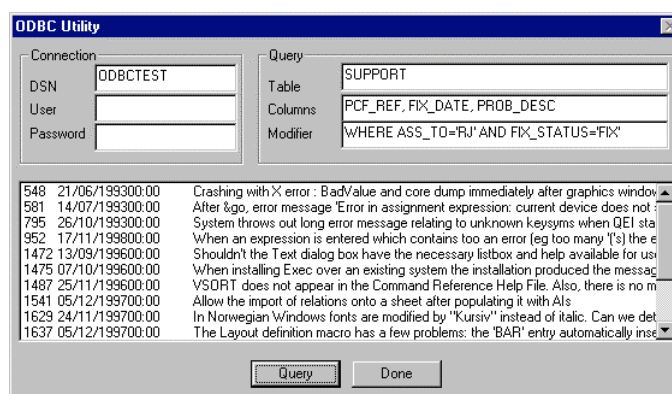 ODBC Utility
Connection
DSN ODBCTEST
User
Password
Query
Table SUPPORT
Columns PCF_REF, FIX_DATE, PROB_DESC
Modifier WHERE ASS_TO='RJ' AND FIX_STATUS='FIX'
548 21/06/199300:00 Crashing with X error : BadValue and core dump immediately after graphics window
581 14/07/199300:00 After &go, error message 'Error in assignment expression: current device does not
795 26/10/199300:00 System throws out long error message relating to unknown keysyms when QEI sta
952 17/11/199800:00 When an expression is entered which contains too an error (eg too many '('s) the e
1472 13/09/199600:00 Shouldn't the Text dialog box have the necessary listbox and help available for use
1475 07/10/199600:00 When installing Exec over an existing system the installation produced the messag
1487 25/11/199600:00 VSORT does not appear in the Command Reference Help File. Also, there is no m
1541 05/12/199700:00 Allow the import of relations onto a sheet after populating it with AIs
1629 24/11/199700:00 In Norwegian Windows fonts are modified by "Kursiv" instead of italic. Can we det
1637 05/12/199700:00 The Layout definition macro has a few problems: the 'BAR' entry automatically inse
Query Done